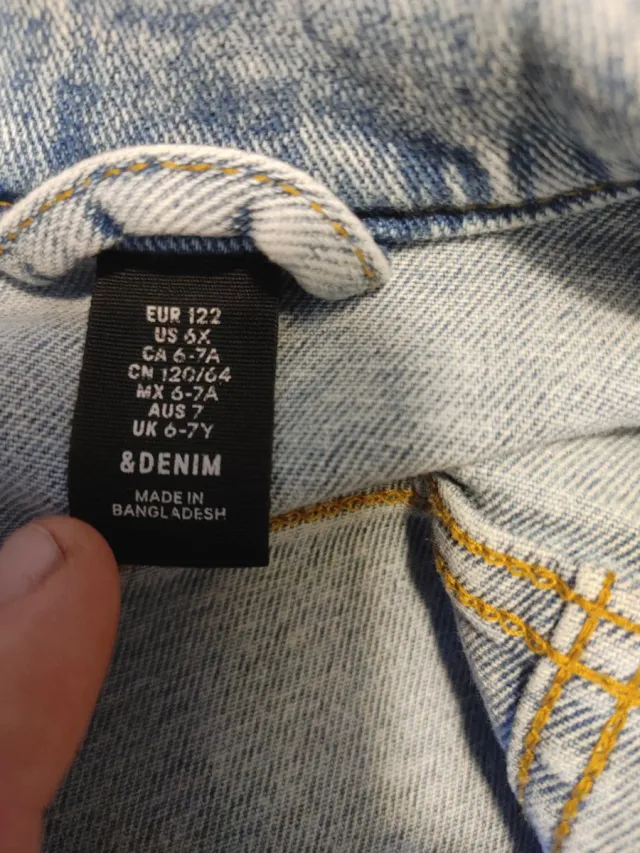 EUR 122
US 6X
CA 6-7A
CN 120/64
MX 6-7A
AUS 7
UK 6-7Y
&DENIM
MADE IN
BANGLADESH